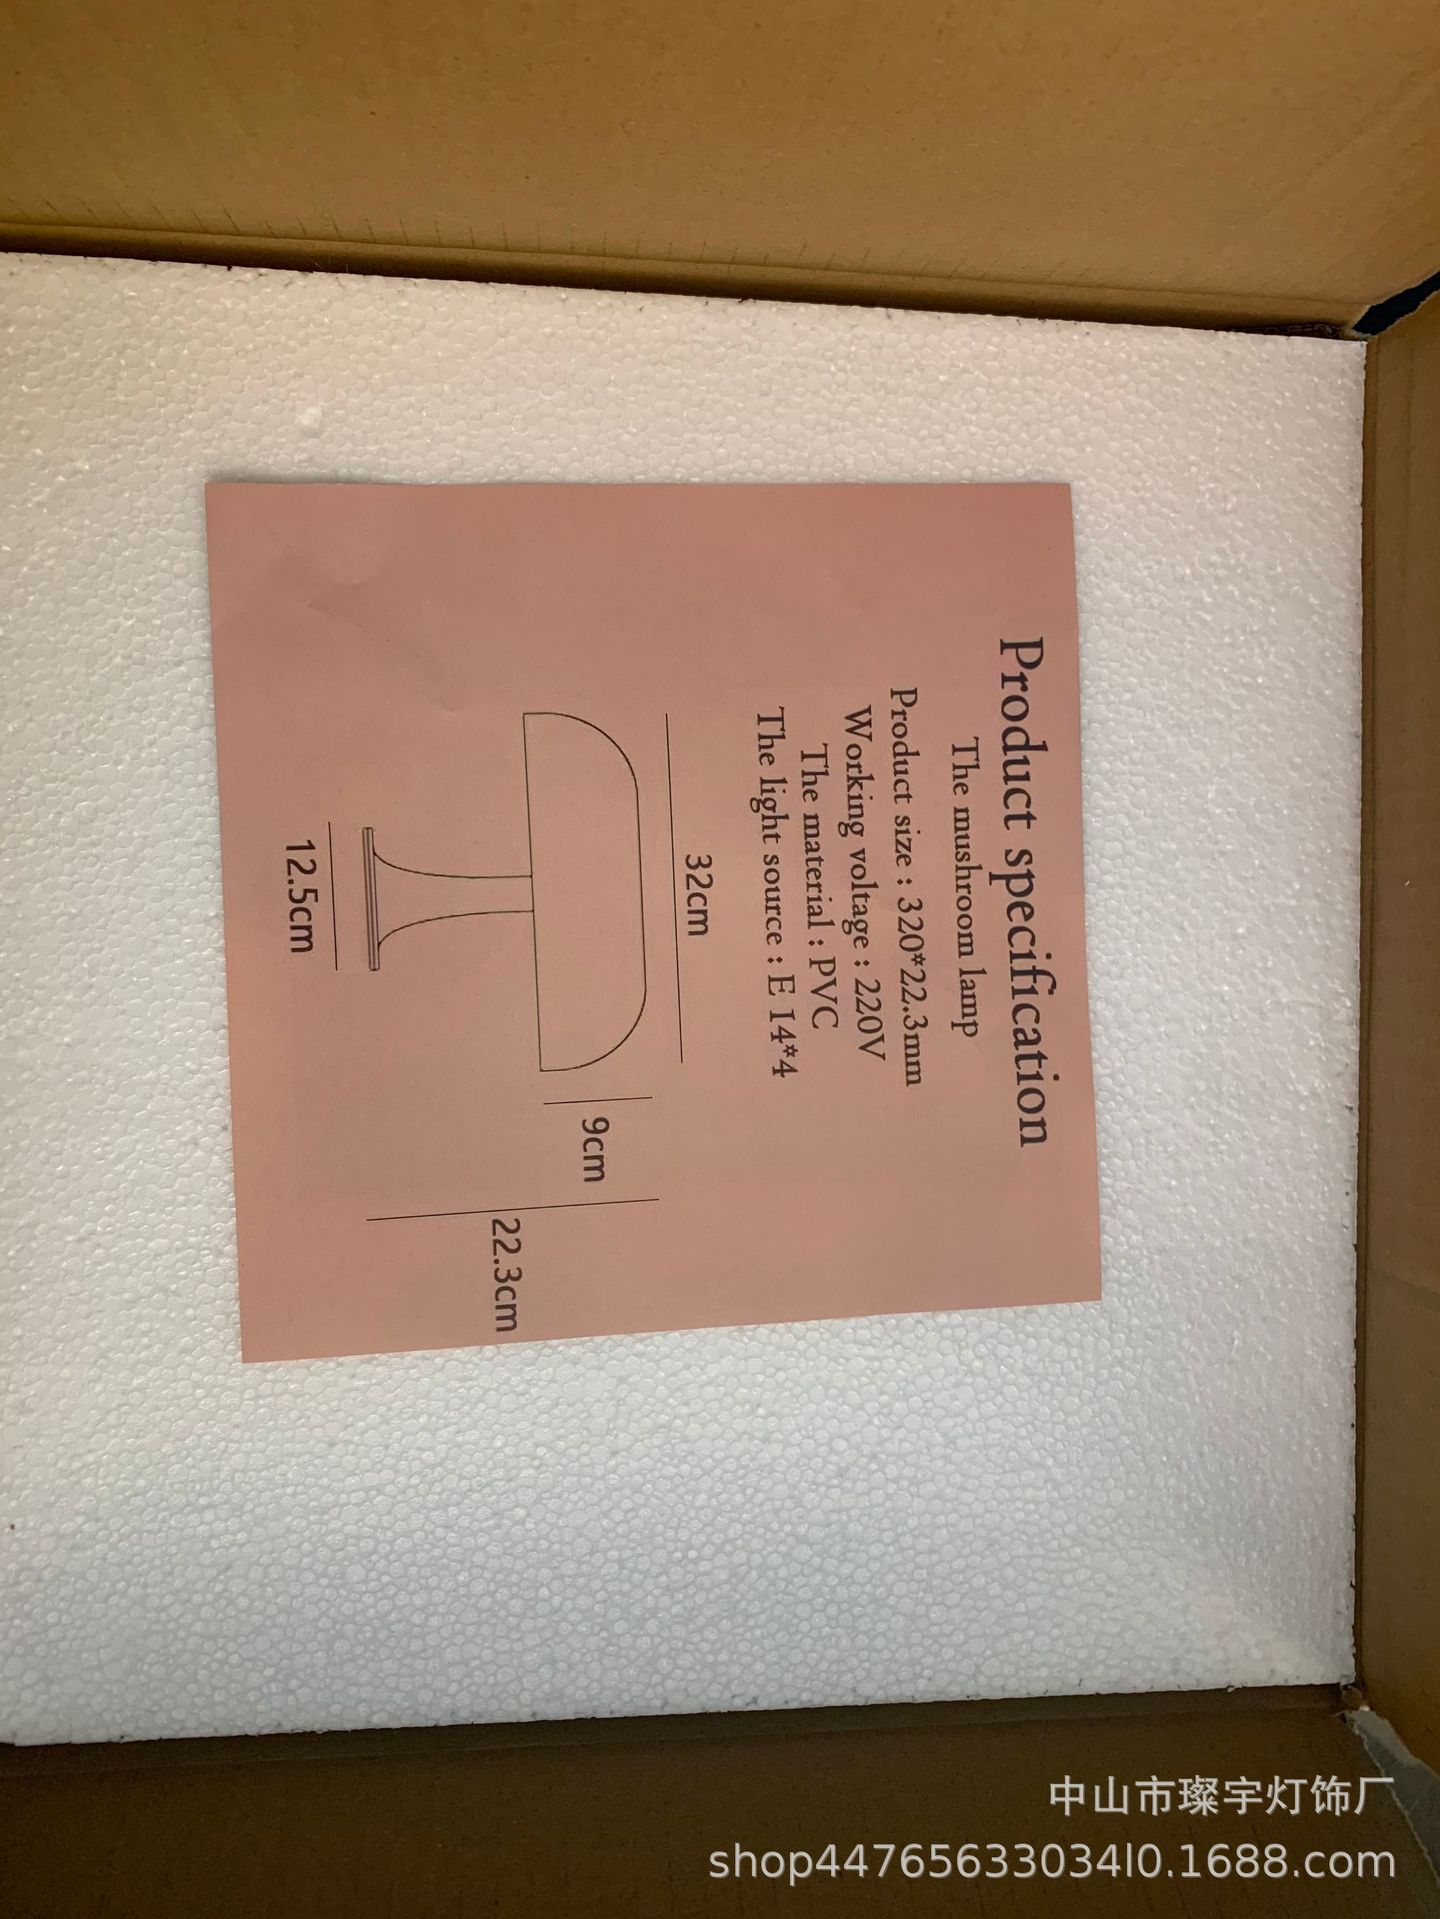 Product specification
The mushroom lamp
Product size : 320*22.3mm
Working voltage : 220V
The material : PVC
The light source : E 14*4
32cm
9cm
22.3cm
12.5cm
中山市璨宇灯饰厂
shop44765633034l0.1688.com